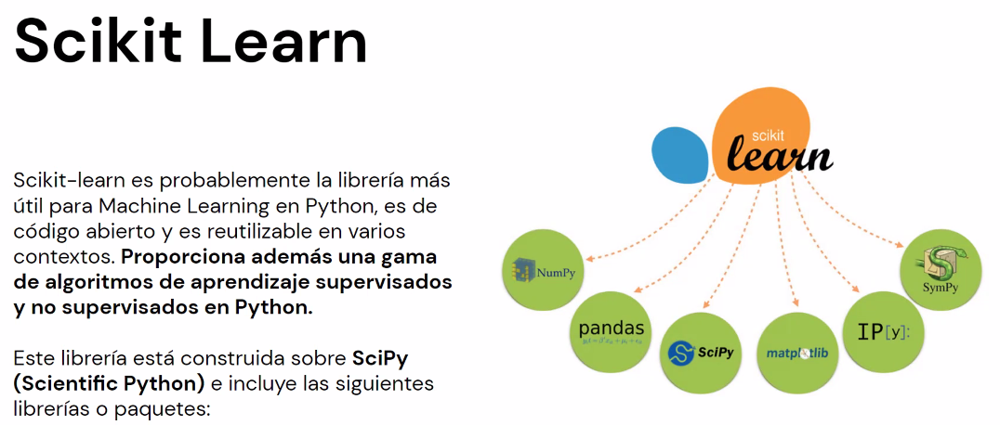 Scikit Learn
Scikit-learn es probablemente la librería más
útil para Machine Learning en Python, es de
código abierto y es reutilizable en varios
contextos. Proporciona además una gama
de algoritmos de aprendizaje supervisados
y no supervisados en Python.
Este librería está construida sobre SciPy
(Scientific Python) e incluye las siguientes
librerías o paquetes:
scikit
learn
NumPy
pandas
SciPy
matplotlib
IP[y]:
SymPy